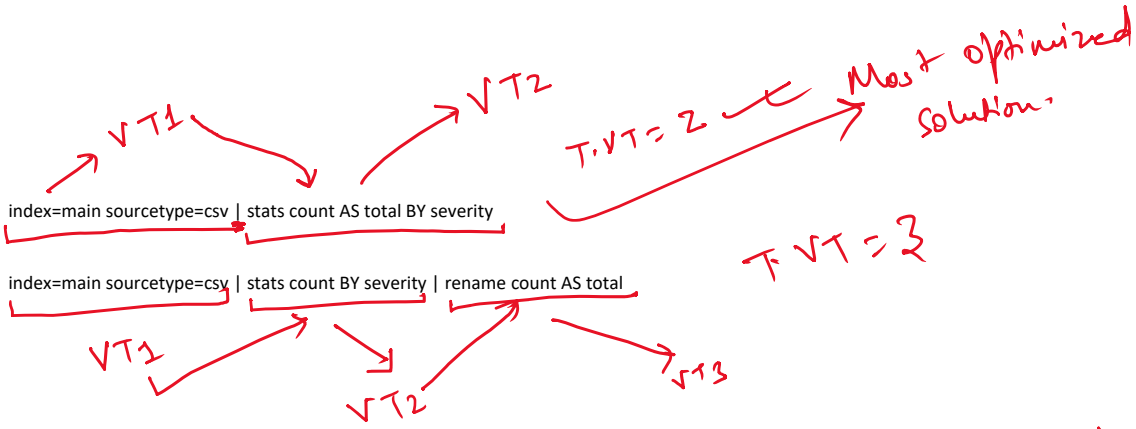 Most optimized
solution.
VT1
VT2
T.VT = 2
index=main sourcetype=csv | stats count AS total BY severity
T.VT = 3
index=main sourcetype=csv | stats count BY severity | rename count AS total
VT1
VT2
VT3